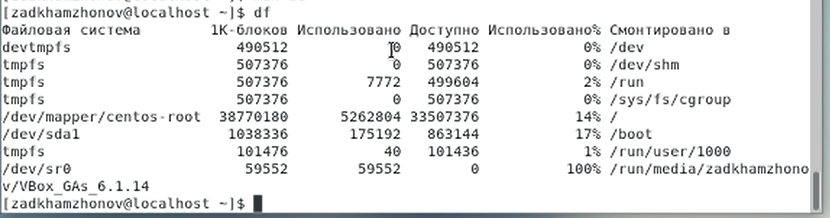 [zadkhamzhonov@localhost ~]$ df
Файловая система 1K-блоков Использовано Доступно Использовано% Смонтировано в
devtmpfs 490512 0 490512 0% /dev
tmpfs 507376 0 507376 0% /dev/shm
tmpfs 507376 7772 499604 2% /run
tmpfs 507376 0 507376 0% /sys/fs/cgroup
/dev/mapper/centos-root 38770180 5262804 33507376 14% /
/dev/sda1 1038336 175192 863144 17% /boot
tmpfs 101476 40 101436 1% /run/user/1000
/dev/sr0 59552 59552 0 100% /run/media/zadkhamzhono
v/VBox_GAs_6.1.14
[zadkhamzhonov@localhost ~]$